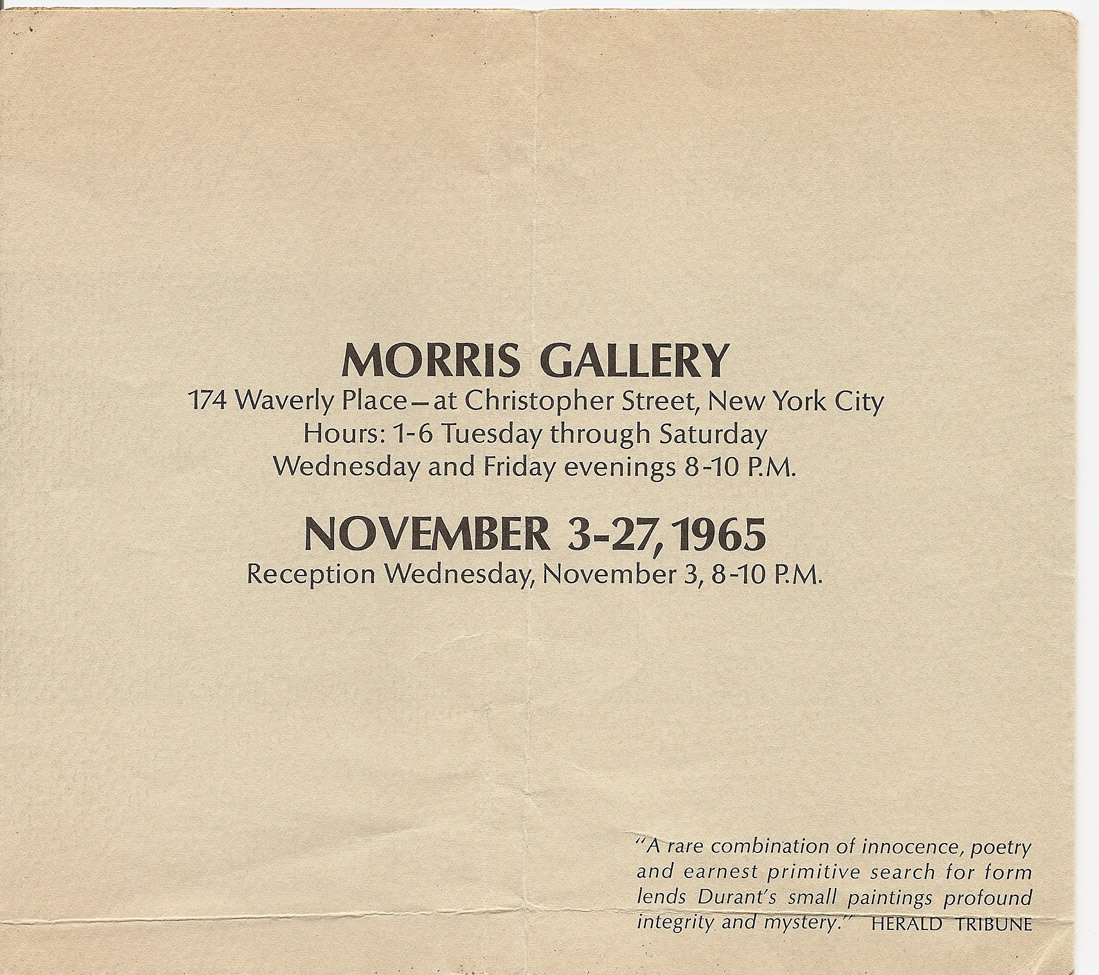 MORRIS GALLERY
174 Waverly Place—at Christopher Street, New York City
Hours: 1-6 Tuesday through Saturday
Wednesday and Friday evenings 8-10 P.M.
NOVEMBER 3-27, 1965
Reception Wednesday, November 3, 8-10 P.M.
"A rare combination of innocence, poetry
and earnest primitive search for form
lends Durant's small paintings profound
integrity and mystery." HERALD TRIBUNE